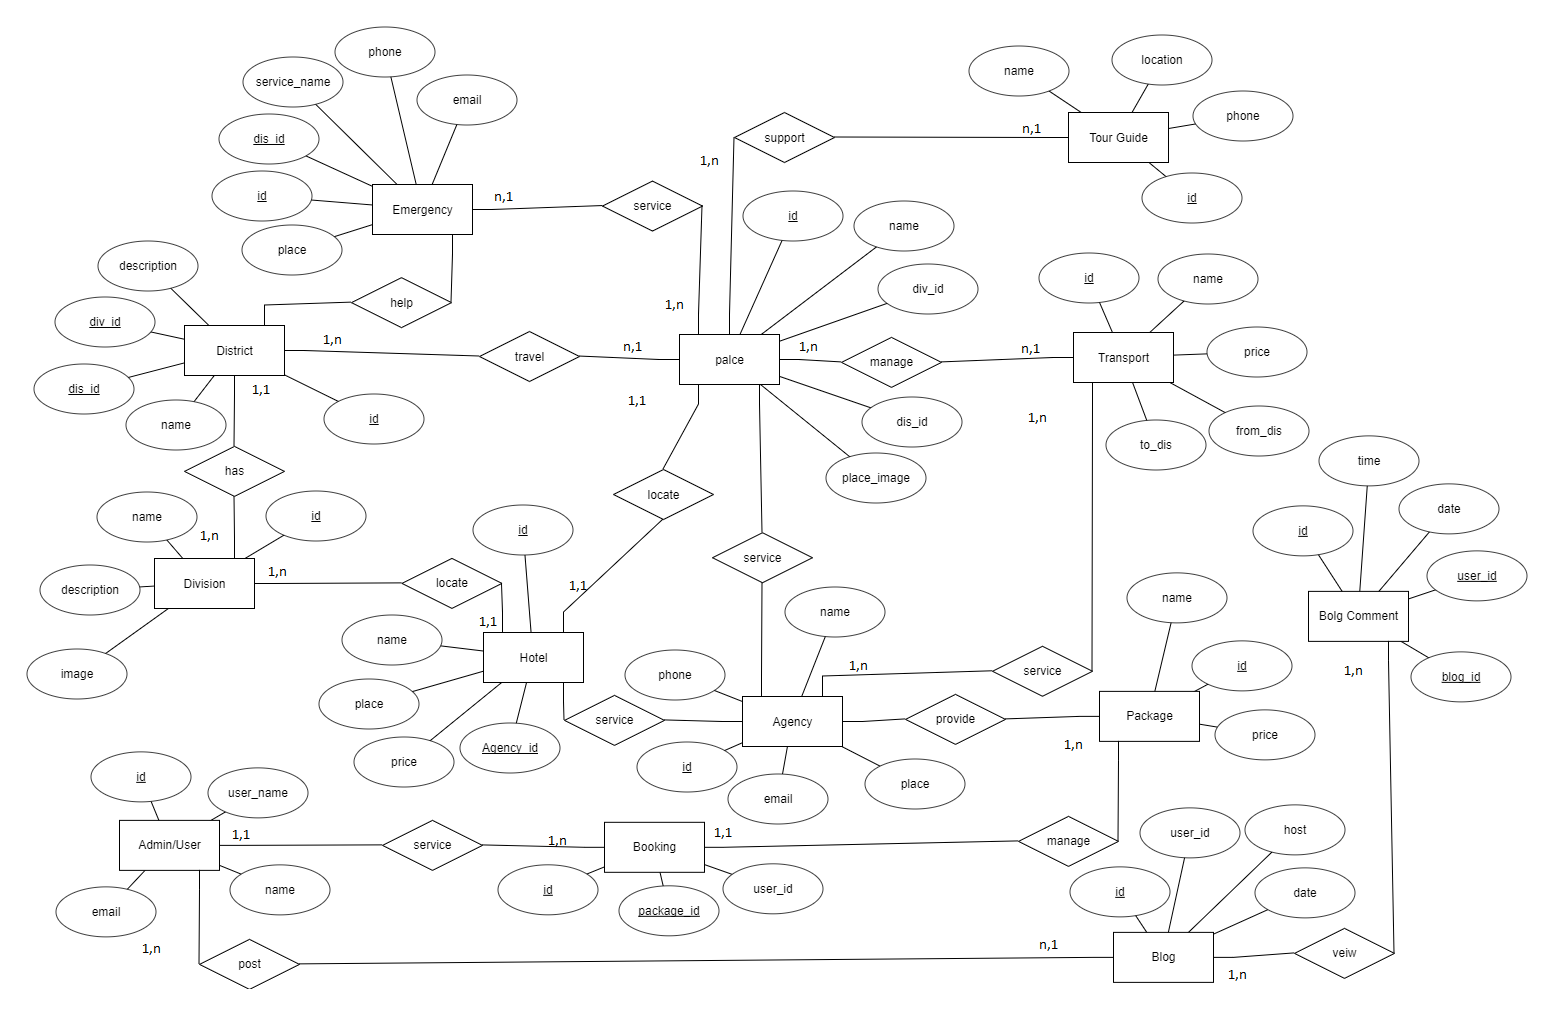 phone
service_name
email
dis_id
id
place
Emergency
n,1
service
1,n
support
1,n
n,1
name
location
phone
Tour Guide
id
id
name
div_id
description
div_id
help
District
dis_id
name
1,1
id
1,n
travel
n,1
palce
1,n
manage
n,1
Transport
id
name
price
from_dis
to_dis
1,n
dis_id
place_image
1,1
locate
has
name
id
1,n
Division
description
image
1,n
locate
1,1
id
1,1
Hotel
name
place
price
Agency_id
service
service
name
phone
1,n
service
Agency
id
email
place
provide
name
id
Package
price
1,n
time
date
id
user_id
Bolg Comment
blog_id
1,n
id
user_name
Admin/User
1,1
name
email
service
1,n
Booking
1,1
id
package_id
user_id
manage
user_id
host
id
date
Blog
1,n
veiw
1,n
post
n,1